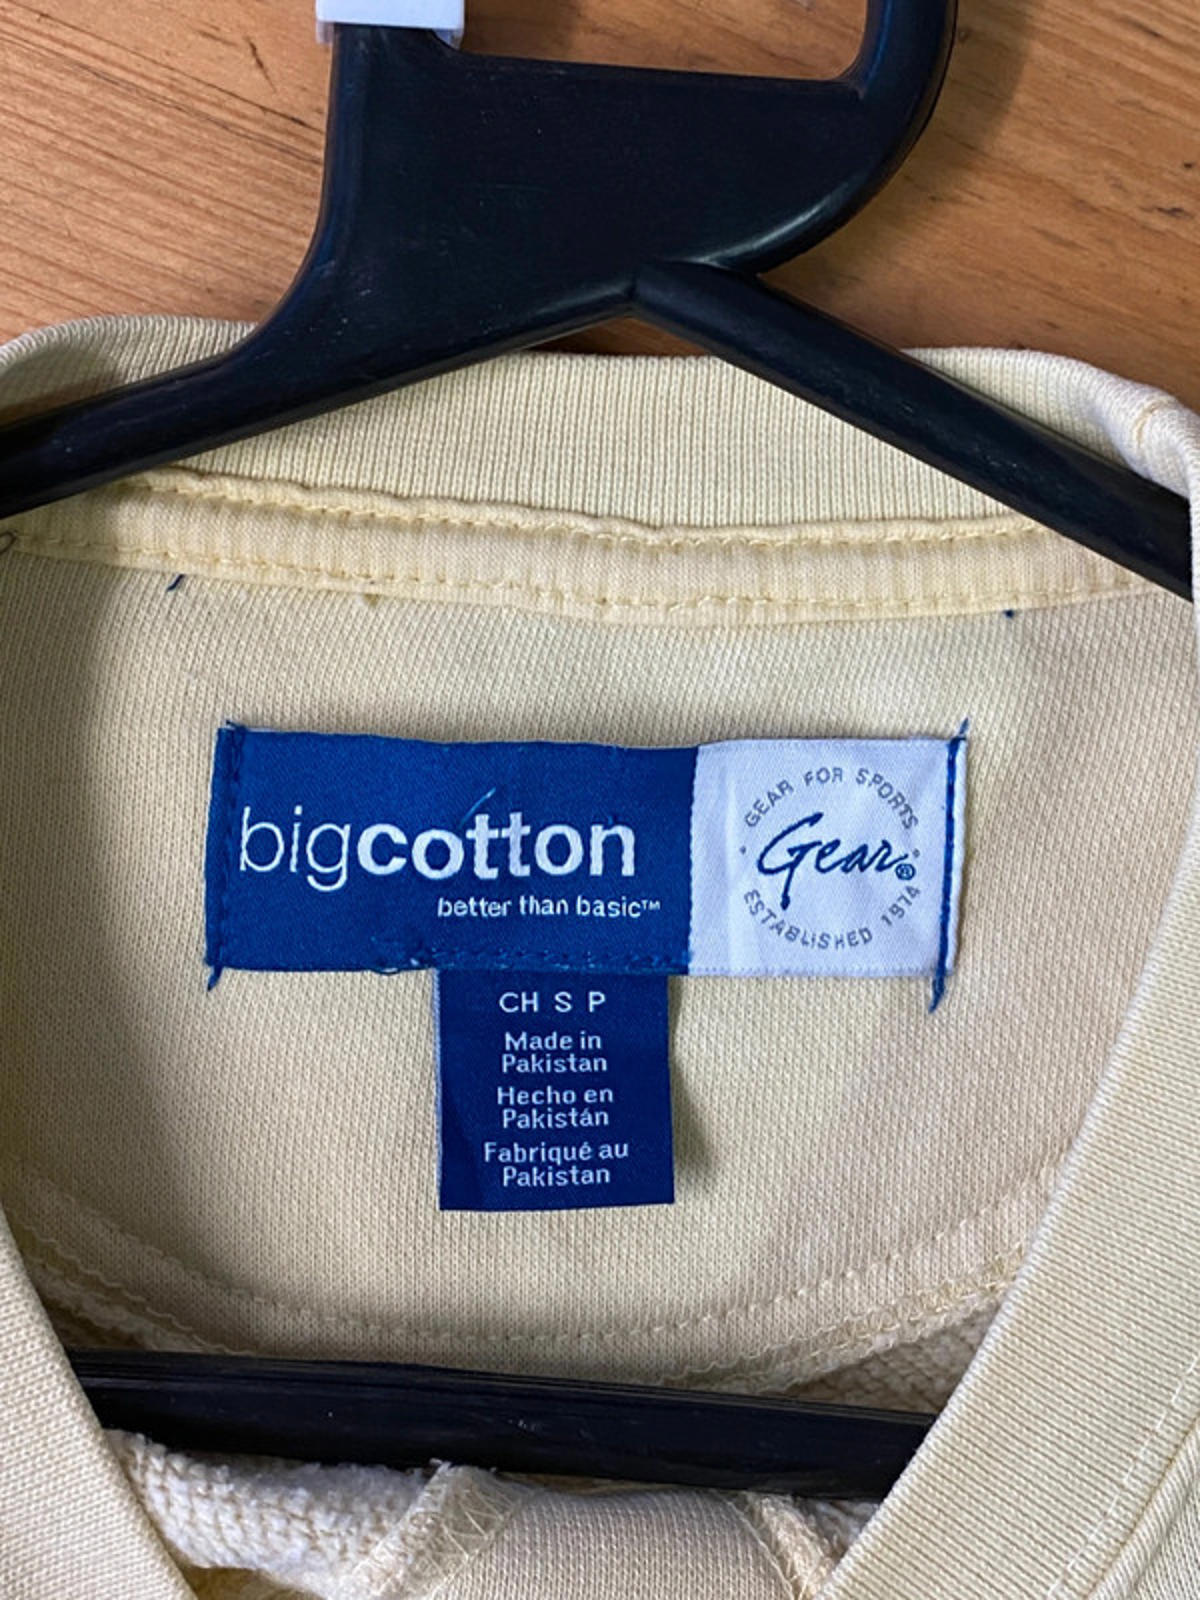 bigcotton
better than basic™
GEAR FOR SPORTS
Gear®
ESTABLISHED 1974
CH S P
Made in
Pakistan
Hecho en
Pakistán
Fabriqué au
Pakistan